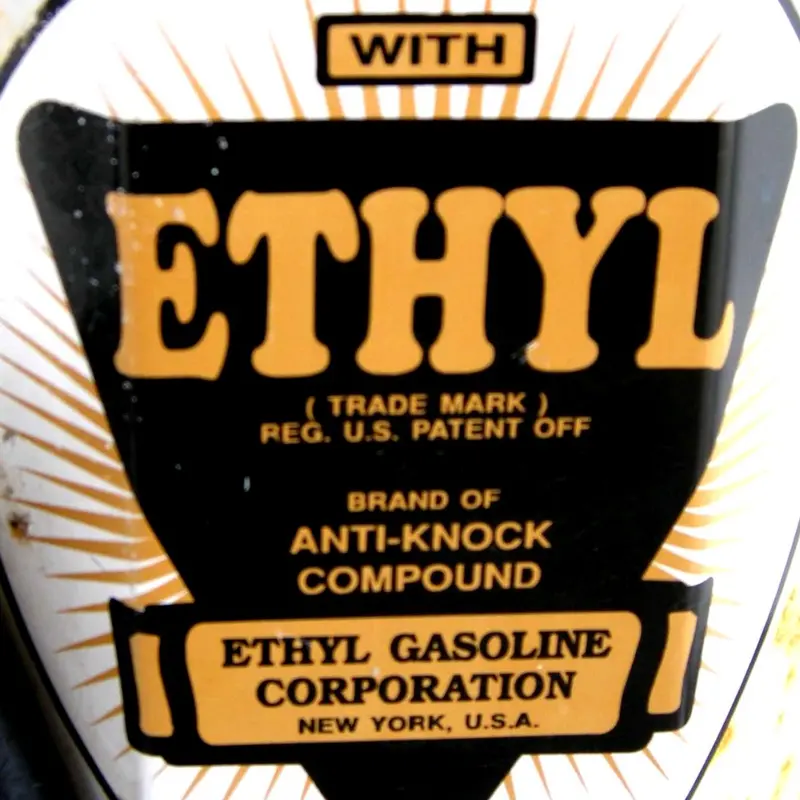 WITH
ETHYL
( TRADE MARK )
REG. U.S. PATENT OFF
BRAND OF
ANTI-KNOCK
COMPOUND
ETHYL GASOLINE
CORPORATION
NEW YORK, U.S.A.